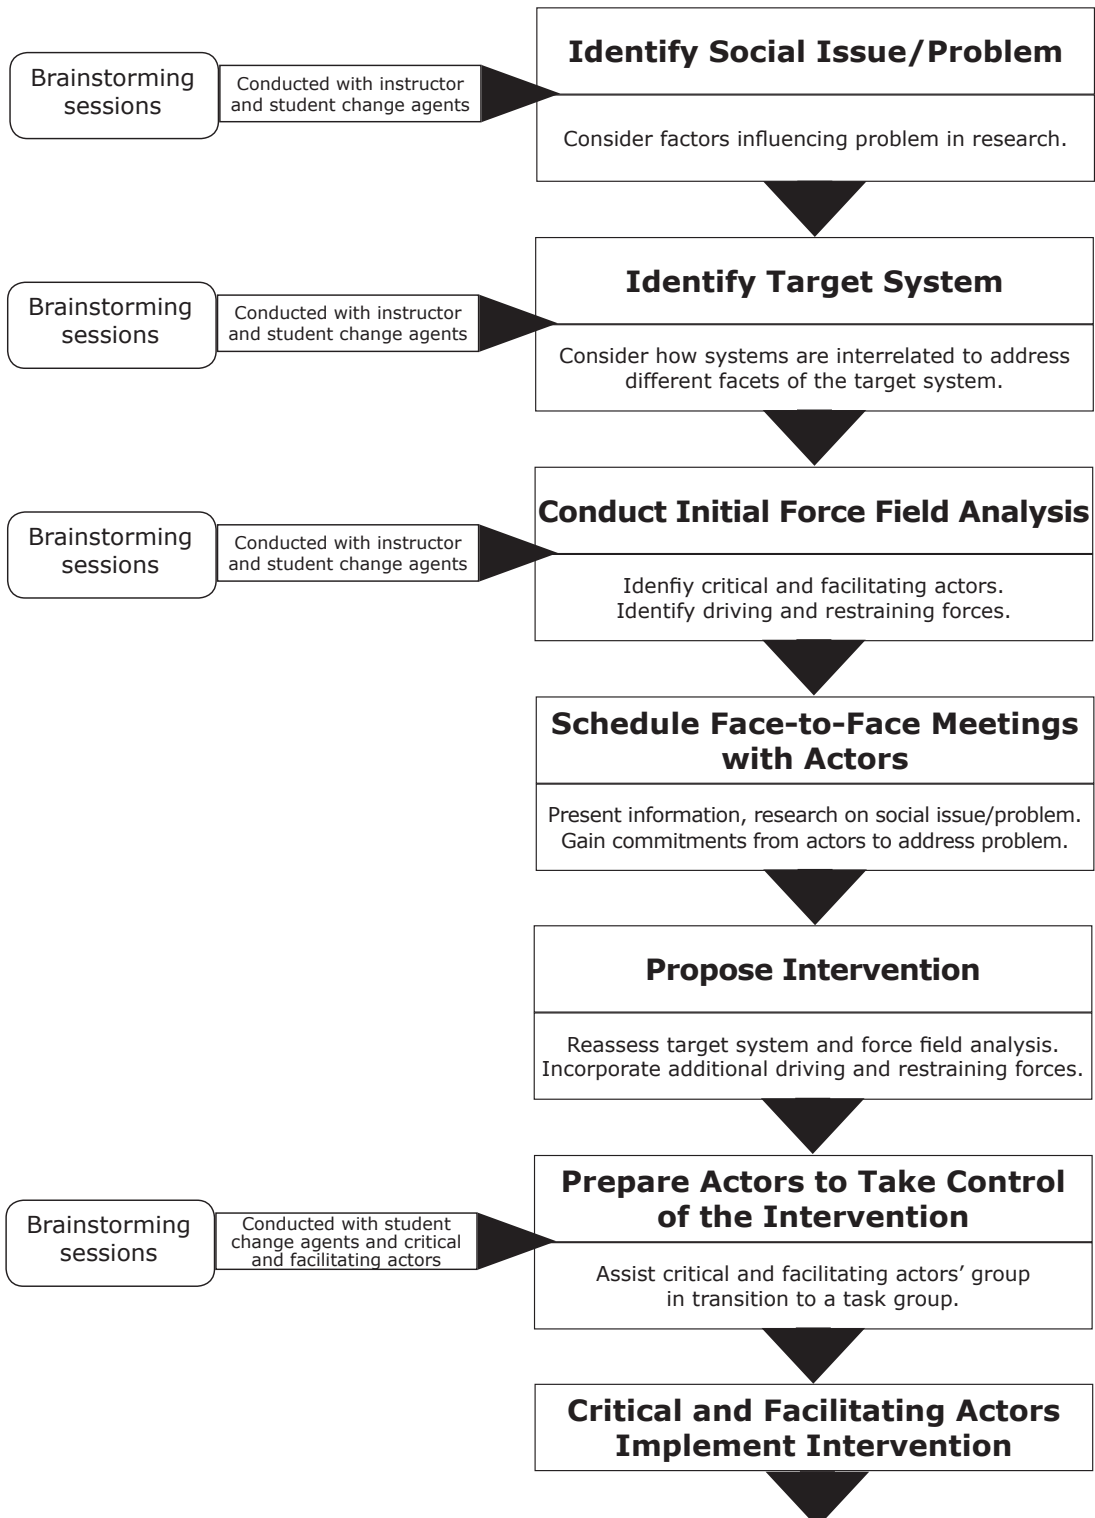 Identify Social Issue/Problem
Brainstorming
sessions
Conducted with instructor
and student change agents
Consider factors influencing problem in research.
Identify Target System
Brainstorming
sessions
Conducted with instructor
and student change agents
Consider how systems are interrelated to address
different facets of the target system.
Conduct Initial Force Field Analysis
Brainstorming
sessions
Conducted with instructor
and student change agents
Idenfiy critical and facilitating actors.
Identify driving and restraining forces.
Schedule Face-to-Face Meetings
with Actors
Present information, research on social issue/problem.
Gain commitments from actors to address problem.
Propose Intervention
Reassess target system and force field analysis.
Incorporate additional driving and restraining forces.
Prepare Actors to Take Control
of the Intervention
Brainstorming
sessions
Conducted with student
change agents and critical
and facilitating actors
Assist critical and facilitating actors’ group
in transition to a task group.
Critical and Facilitating Actors
Implement Intervention